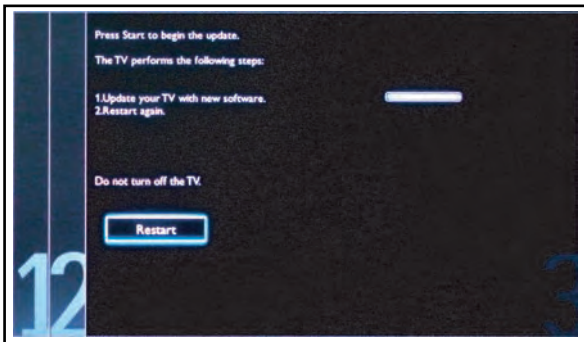 Press Start to begin the update.
The TV performs the following steps:
1.Update your TV with new software.
2.Restart again.
Do not turn off the TV.
Restart
12
3